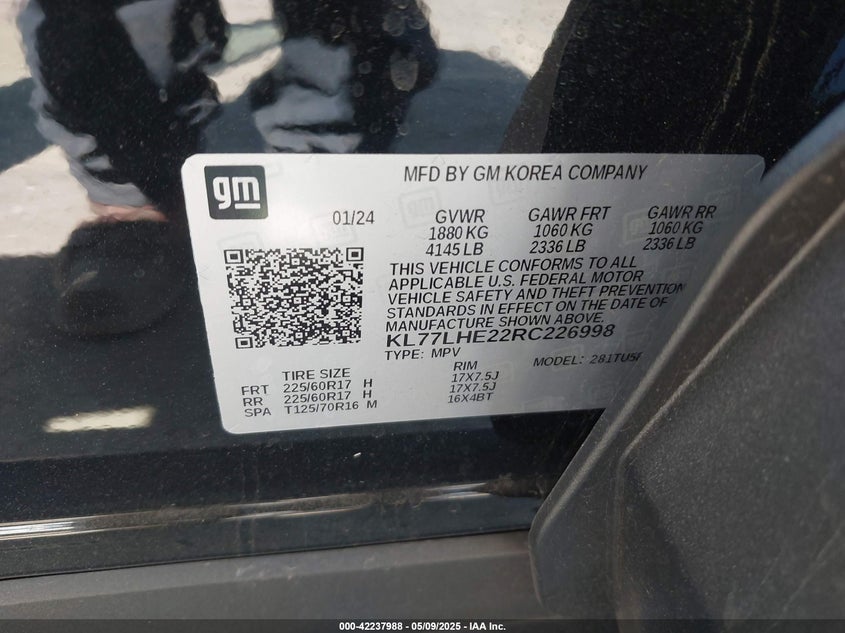 gm
MFD BY GM KOREA COMPANY
01/24
GVWR GAWR FRT GAWR RR
1880 KG 1060 KG 1060 KG
4145 LB 2336 LB 2336 LB
THIS VEHICLE CONFORMS TO ALL
APPLICABLE U.S. FEDERAL MOTOR
VEHICLE SAFETY AND THEFT PREVENTION
STANDARDS IN EFFECT ON THE DATE OF
MANUFACTURE SHOWN ABOVE.
KL77LHE22RC226998
TYPE: MPV MODEL:
TIRE SIZE RIM
FRT 225/60R17 H 17X7.5J
RR 225/60R17 H 17X7.5J
SPA T125/70R16 M 16X4BT
000-42237988 - 05/09/2025 - IAA Inc.